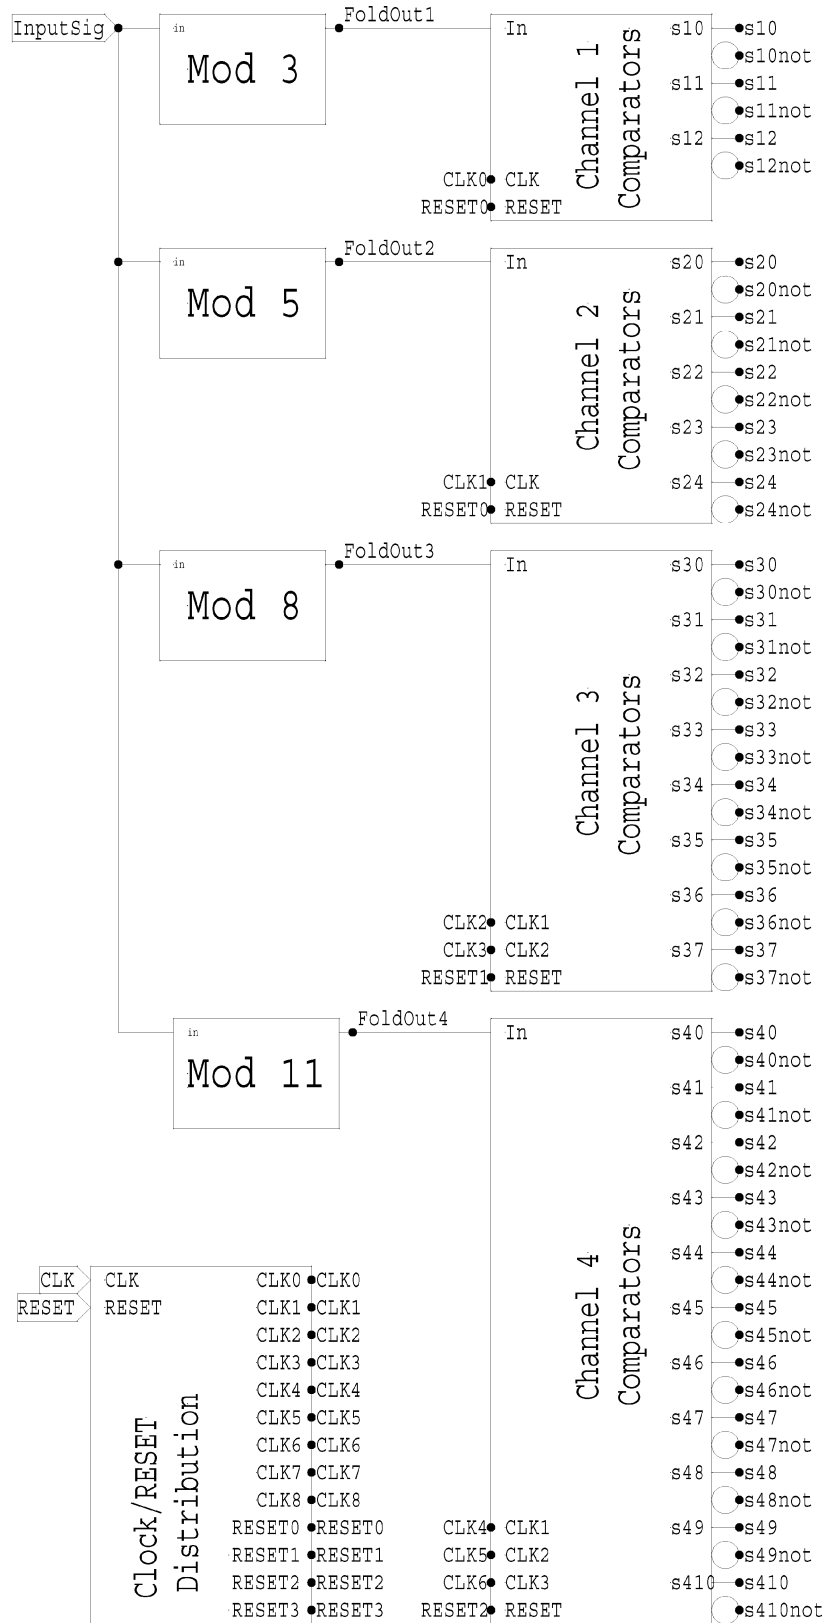 InputSig
in
Mod 3
FoldOut1
In
Channel 1
Comparators
CLK0 CLK
RESET0 RESET
s10 s10
s10not
s11 s11
s11not
s12 s12
s12not
in
Mod 5
FoldOut2
In
Channel 2
Comparators
CLK1 CLK
RESET0 RESET
s20 s20
s20not
s21 s21
s21not
s22 s22
s22not
s23 s23
s23not
s24 s24
s24not
in
Mod 8
FoldOut3
In
Channel 3
Comparators
CLK2 CLK1
CLK3 CLK2
RESET1 RESET
s30 s30
s30not
s31 s31
s31not
s32 s32
s32not
s33 s33
s33not
s34 s34
s34not
s35 s35
s35not
s36 s36
s36not
s37 s37
s37not
in
Mod 11
FoldOut4
In
Channel 4
Comparators
CLK4 CLK1
CLK5 CLK2
CLK6 CLK3
RESET2 RESET
s40 s40
s40not
s41 s41
s41not
s42 s42
s42not
s43 s43
s43not
s44 s44
s44not
s45 s45
s45not
s46 s46
s46not
s47 s47
s47not
s48 s48
s48not
s49 s49
s49not
s410 s410
s410not
CLK CLK
RESET RESET
Clock/RESET
Distribution
CLK0 CLK0
CLK1 CLK1
CLK2 CLK2
CLK3 CLK3
CLK4 CLK4
CLK5 CLK5
CLK6 CLK6
CLK7 CLK7
CLK8 CLK8
RESET0 RESET0
RESET1 RESET1
RESET2 RESET2
RESET3 RESET3